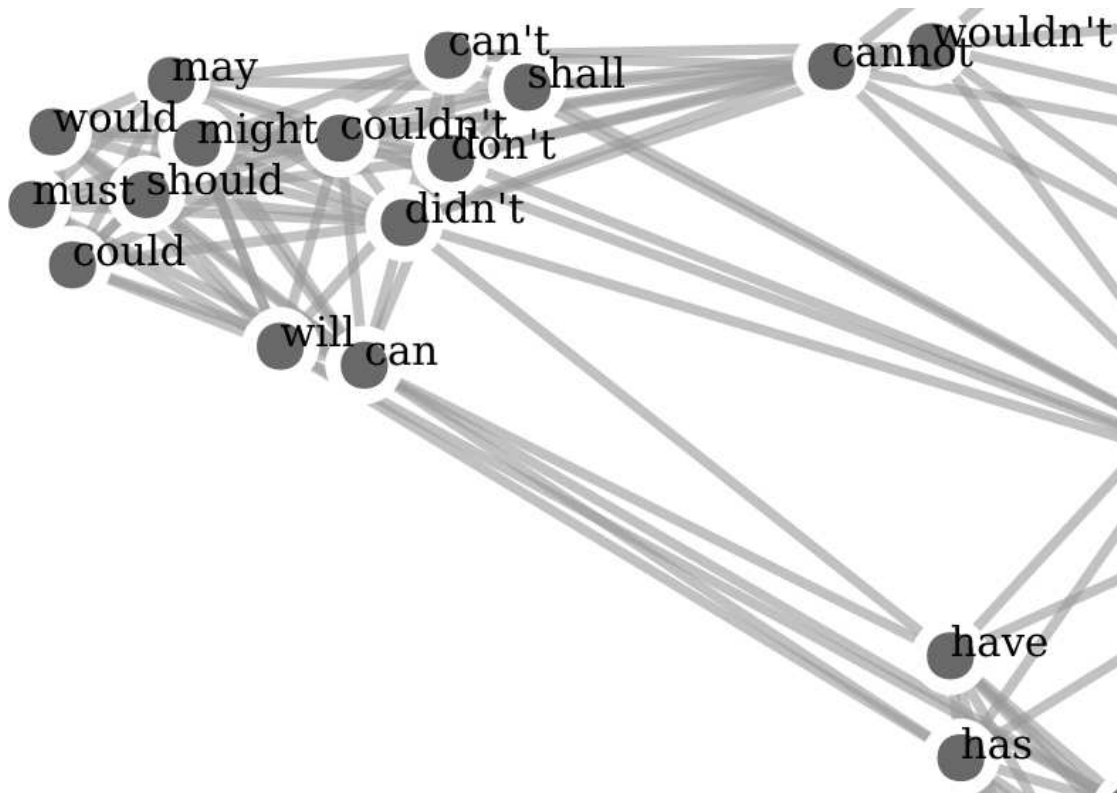 can't
wouldn't
cannot
may
shall
would
might
couldn't
don't
must
should
didn't
could
will
can
have
has